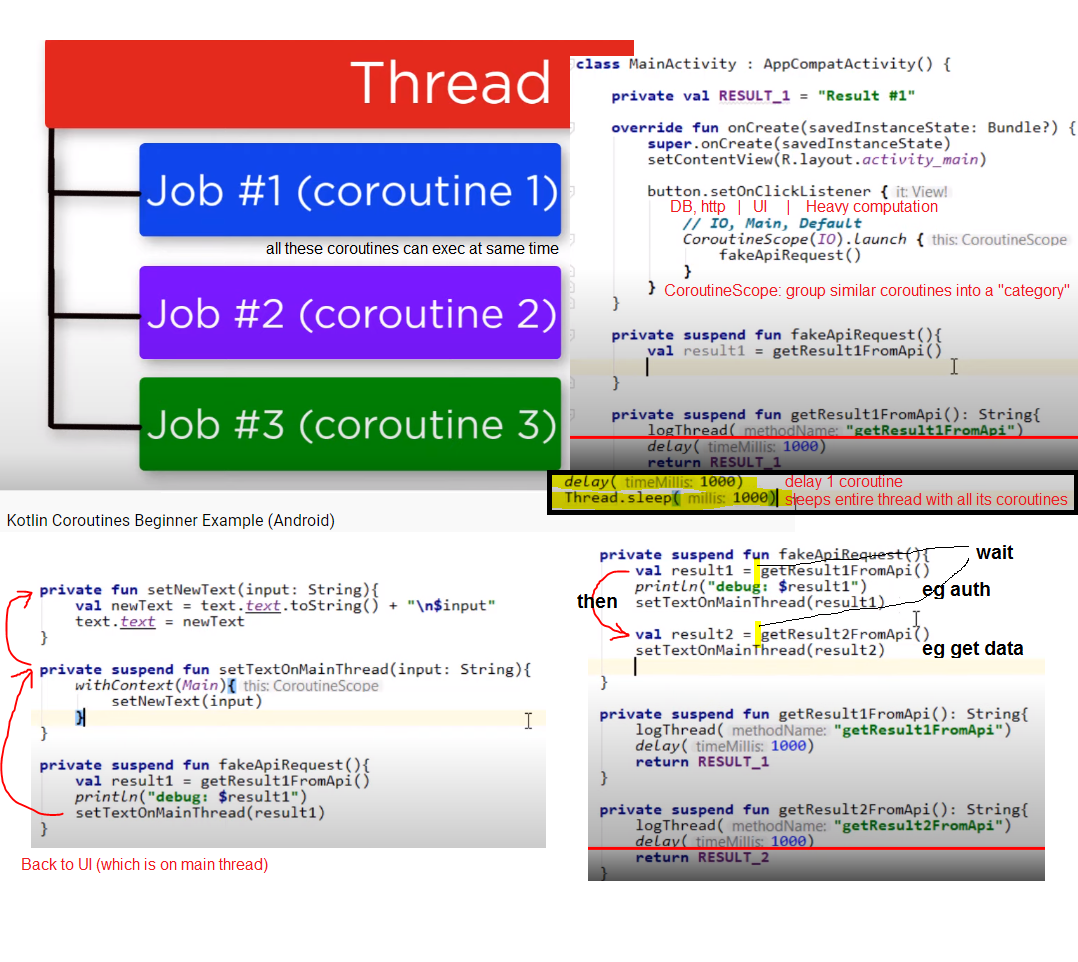 Thread
Job #1 (coroutine 1)
all these coroutines can exec at same time
Job #2 (coroutine 2)
Job #3 (coroutine 3)
Kotlin Coroutines Beginner Example (Android)
class MainActivity : AppCompatActivity() {
private val RESULT_1 = "Result #1"
override fun onCreate(savedInstanceState: Bundle?) {
super.onCreate(savedInstanceState)
setContentView(R.layout.activity_main)
button.setOnClickListener { it: View!
DB, http | UI | Heavy computation
// IO, Main, Default
CoroutineScope(IO).launch { this: CoroutineScope
fakeApiRequest()
}
} CoroutineScope: group similar coroutines into a "category"
}
private suspend fun fakeApiRequest(){
val result1 = getResult1FromApi()
}
private suspend fun getResult1FromApi(): String{
logThread( methodName: "getResult1FromApi")
delay( timeMillis: 1000)
return RESULT_1
delay( timeMillis: 1000) delay 1 coroutine
Thread.sleep( millis: 1000) sleeps entire thread with all its coroutines
private fun setNewText(input: String){
val newText = text.text.toString() + "\n$input"
text.text = newText
}
private suspend fun setTextOnMainThread(input: String){
withContext(Main){ this: CoroutineScope
setNewText(input)
}
}
private suspend fun fakeApiRequest(){
val result1 = getResult1FromApi()
println("debug: $result1")
setTextOnMainThread(result1)
}
Back to UI (which is on main thread)
private suspend fun fakeApiRequest(){ wait
val result1 = getResult1FromApi()
println("debug: $result1") eg auth
then setTextOnMainThread(result1)
val result2 = getResult2FromApi()
setTextOnMainThread(result2) eg get data
}
private suspend fun getResult1FromApi(): String{
logThread( methodName: "getResult1FromApi")
delay( timeMillis: 1000)
return RESULT_1
}
private suspend fun getResult2FromApi(): String{
logThread( methodName: "getResult2FromApi")
delay( timeMillis: 1000)
return RESULT_2
}